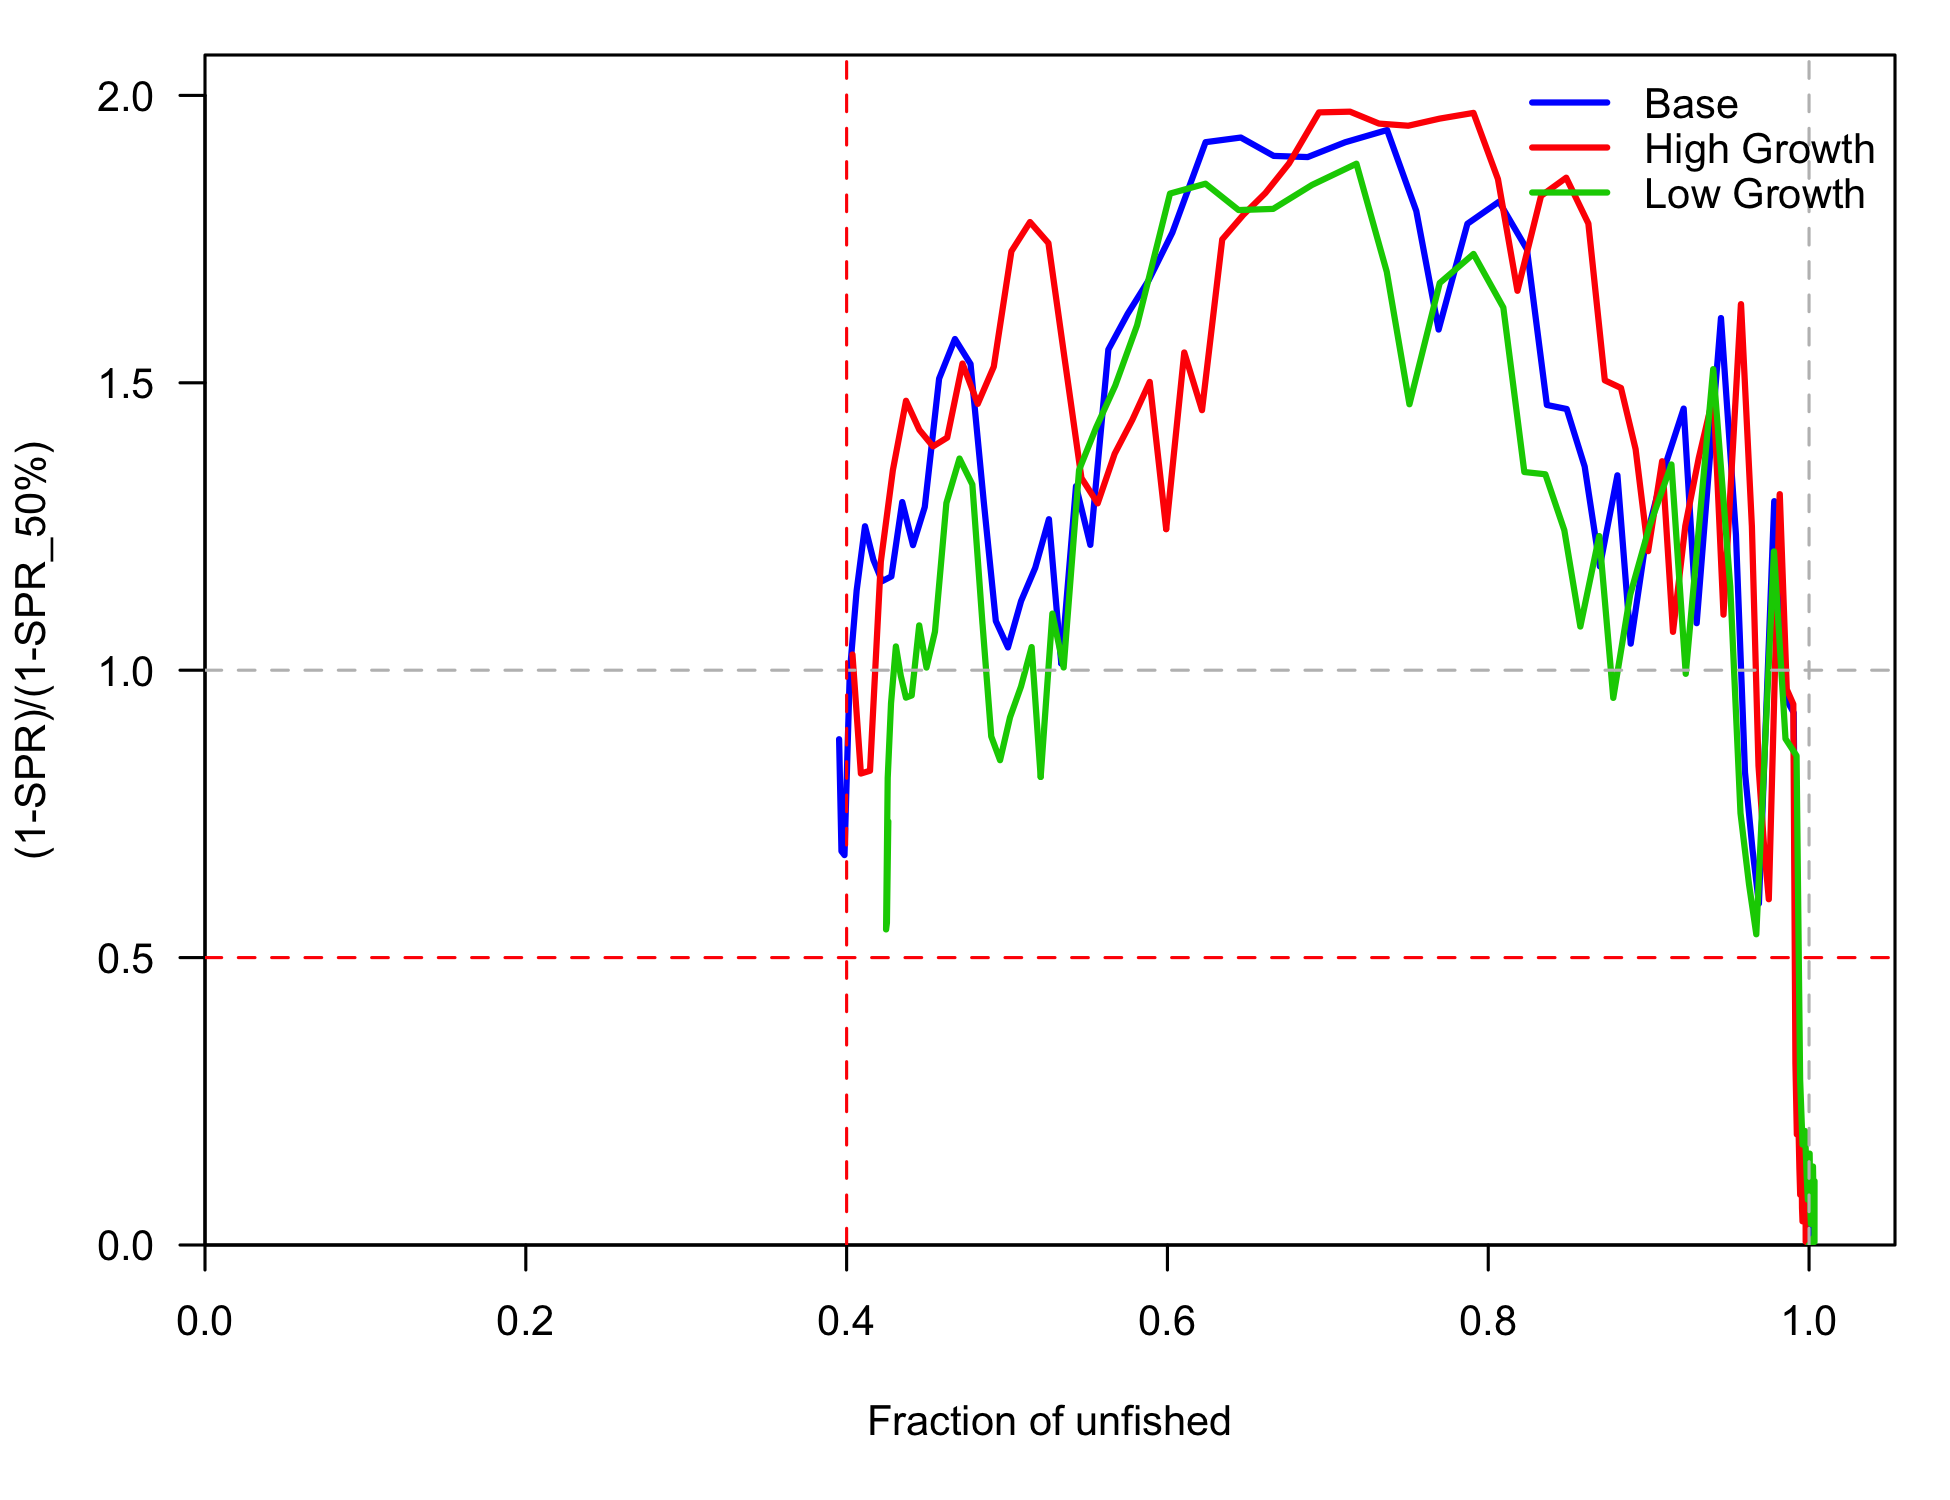 (1-SPR)/(1-SPR_50%)
2.0
1.5
1.0
0.5
0.0
Base
High Growth
Low Growth
0.0 0.2 0.4 0.6 0.8 1.0
Fraction of unfished